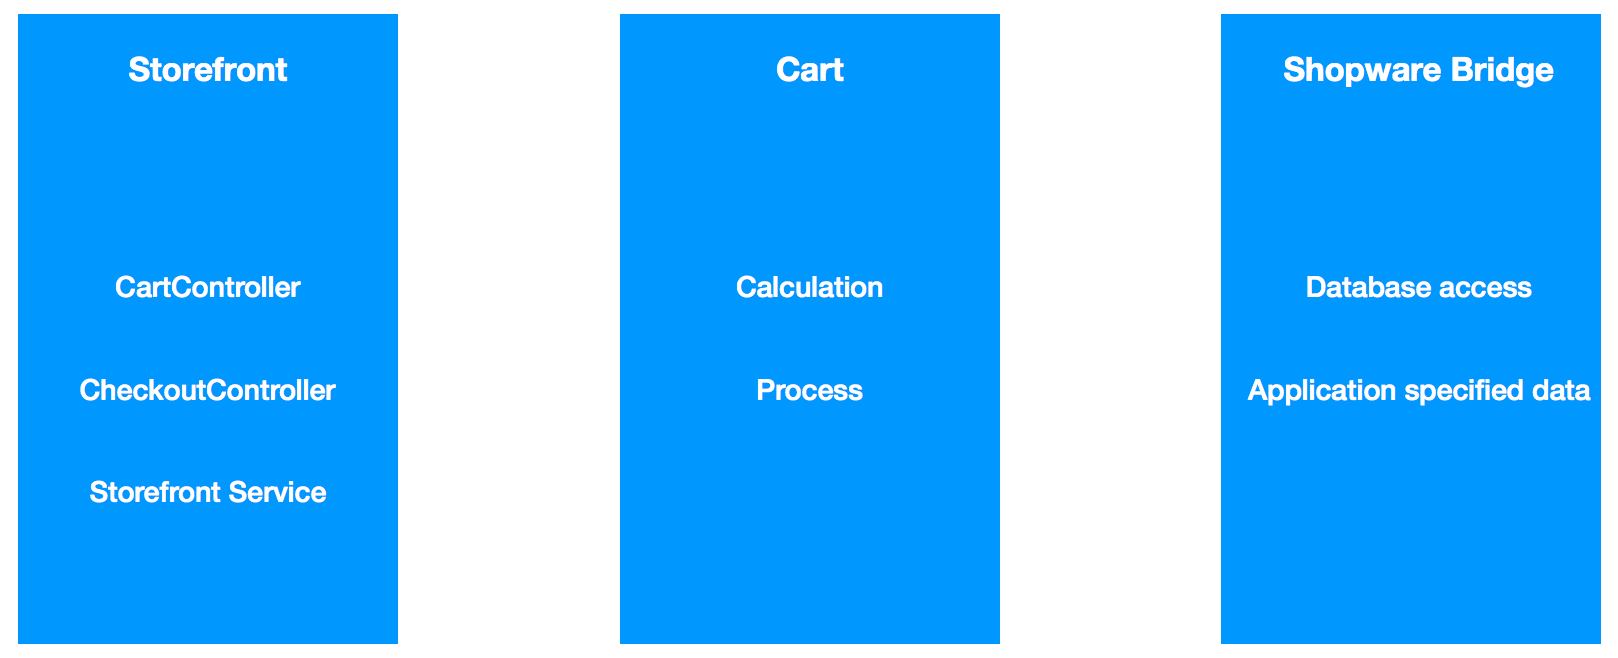 Storefront
CartController
CheckoutController
Storefront Service
Cart
Calculation
Process
Shopware Bridge
Database access
Application specified data